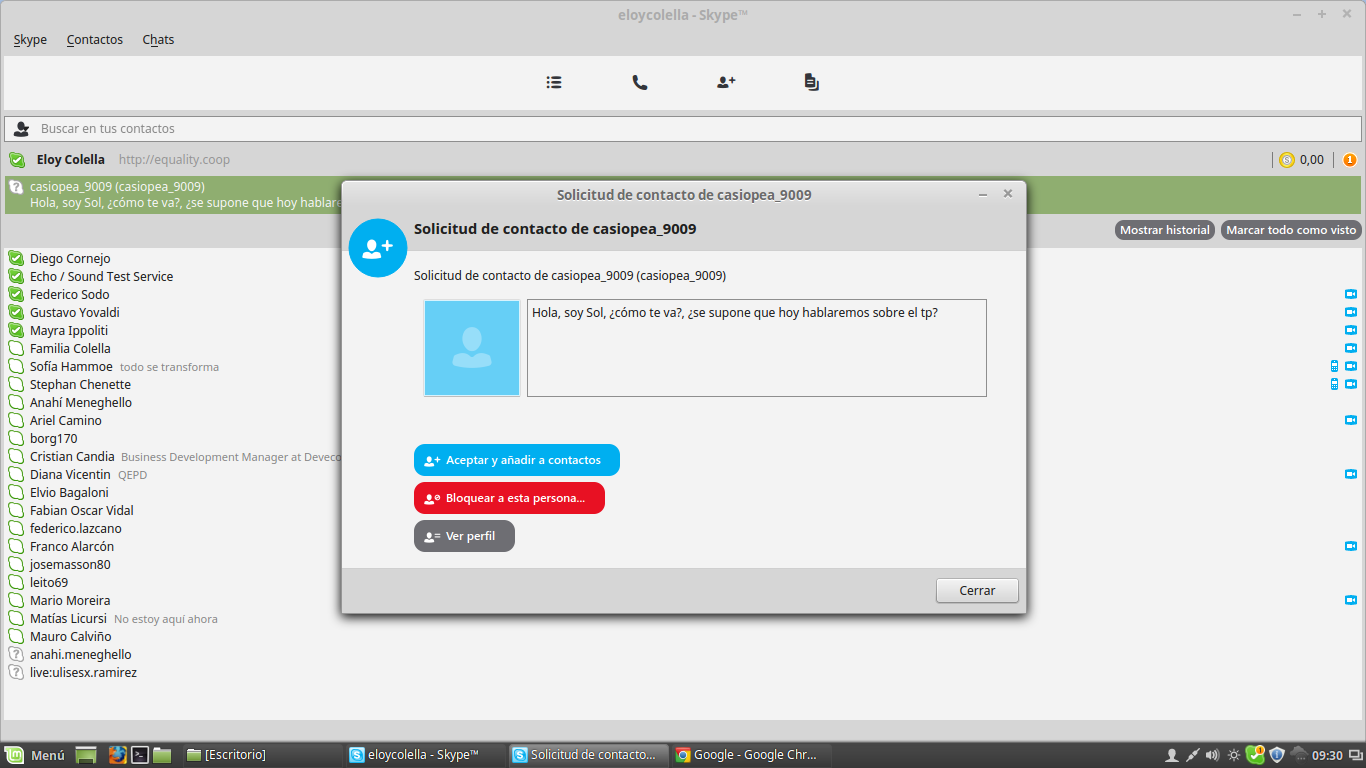 eloycolella - Skype™
Skype Contactos Chats
Buscar en tus contactos
Eloy Colella http://equality.coop 0,00 1
casiopea_9009 (casiopea_9009)
Hola, soy Sol, ¿cómo te va?, ¿se supone que hoy hablare
Mostrar historial Marcar todo como visto
Diego Cornejo
Echo / Sound Test Service
Federico Sodo
Gustavo Yovaldi
Mayra Ippoliti
Familia Colella
Sofía Hammoe todo se transforma
Stephan Chenette
Anahí Meneghello
Ariel Camino
borg170
Cristian Candia Business Development Manager at Deveco
Diana Vicentin QEPD
Elvio Bagaloni
Fabian Oscar Vidal
federico.lazcano
Franco Alarcón
josemasson80
leito69
Mario Moreira
Matías Licursi No estoy aquí ahora
Mauro Calviño
anahi.meneghello
live:ulisesx.ramirez
Solicitud de contacto de casiopea_9009
Solicitud de contacto de casiopea_9009
Solicitud de contacto de casiopea_9009 (casiopea_9009)
Hola, soy Sol, ¿cómo te va?, ¿se supone que hoy hablaremos sobre el tp?
Aceptar y añadir a contactos
Bloquear a esta persona...
Ver perfil
Cerrar
Menú [Escritorio] eloycolella - Skype™ Solicitud de contacto... Google - Google Chr... 09:30